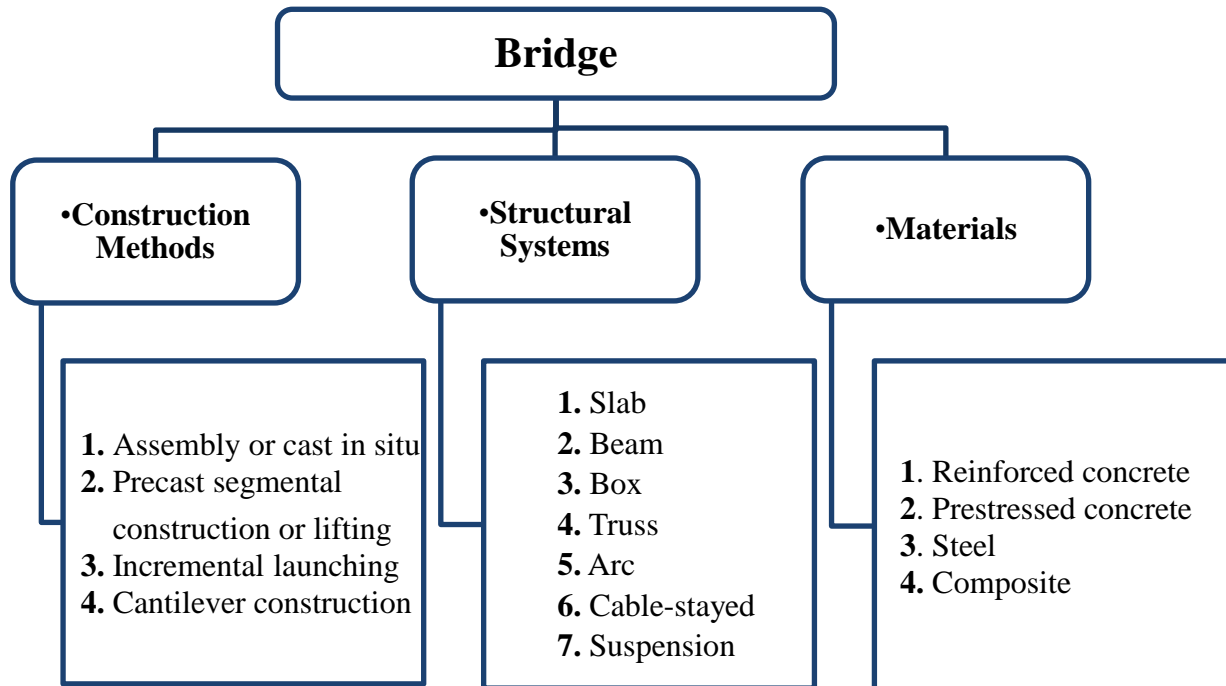 Bridge
•Construction
Methods
1. Assembly or cast in situ
2. Precast segmental
construction or lifting
3. Incremental launching
4. Cantilever construction
•Structural
Systems
1. Slab
2. Beam
3. Box
4. Truss
5. Arc
6. Cable-stayed
7. Suspension
•Materials
1. Reinforced concrete
2. Prestressed concrete
3. Steel
4. Composite